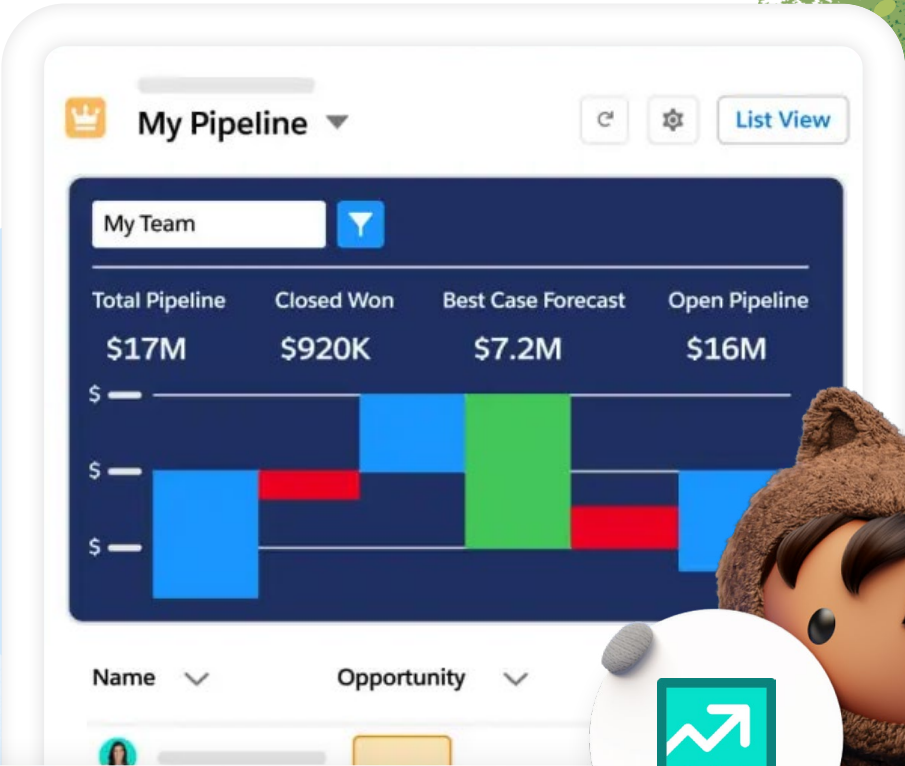 My Pipeline
List View
My Team
Total Pipeline Closed Won Best Case Forecast Open Pipeline
$17M $920K $7.2M $16M
$
$
$
Name Opportunity